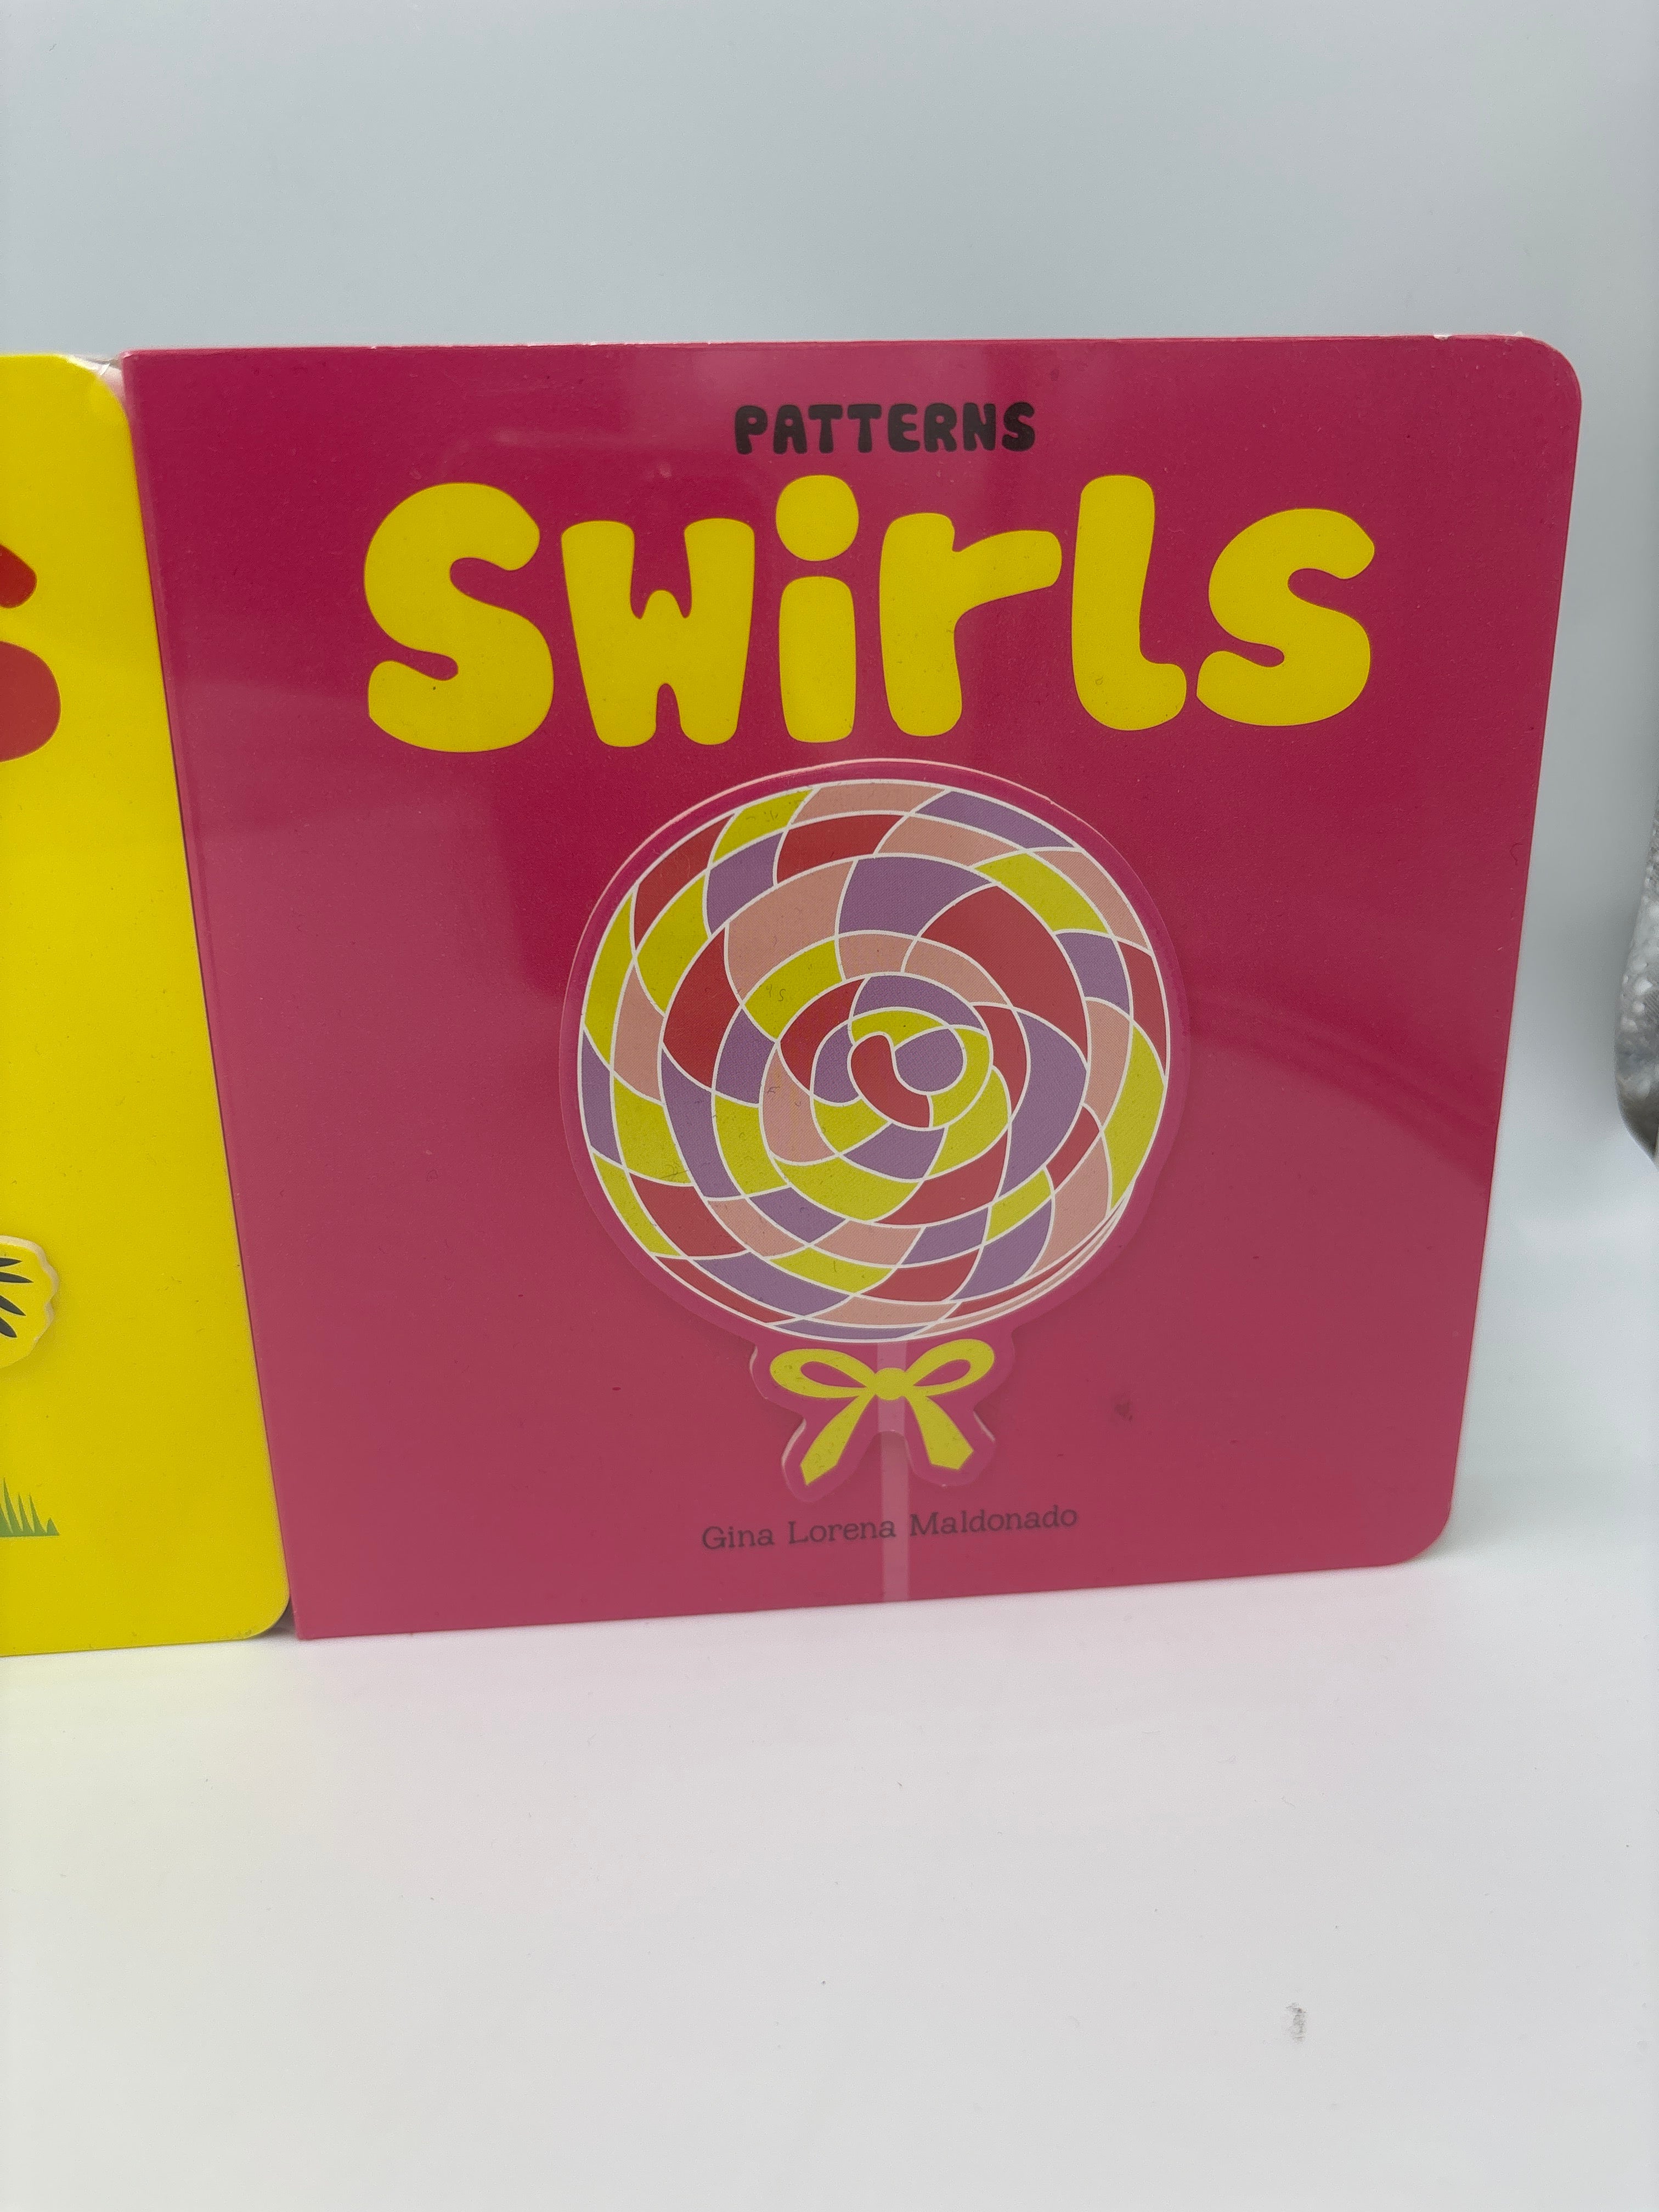 PATTERNS
Swirls
Gina Lorena Maldonado